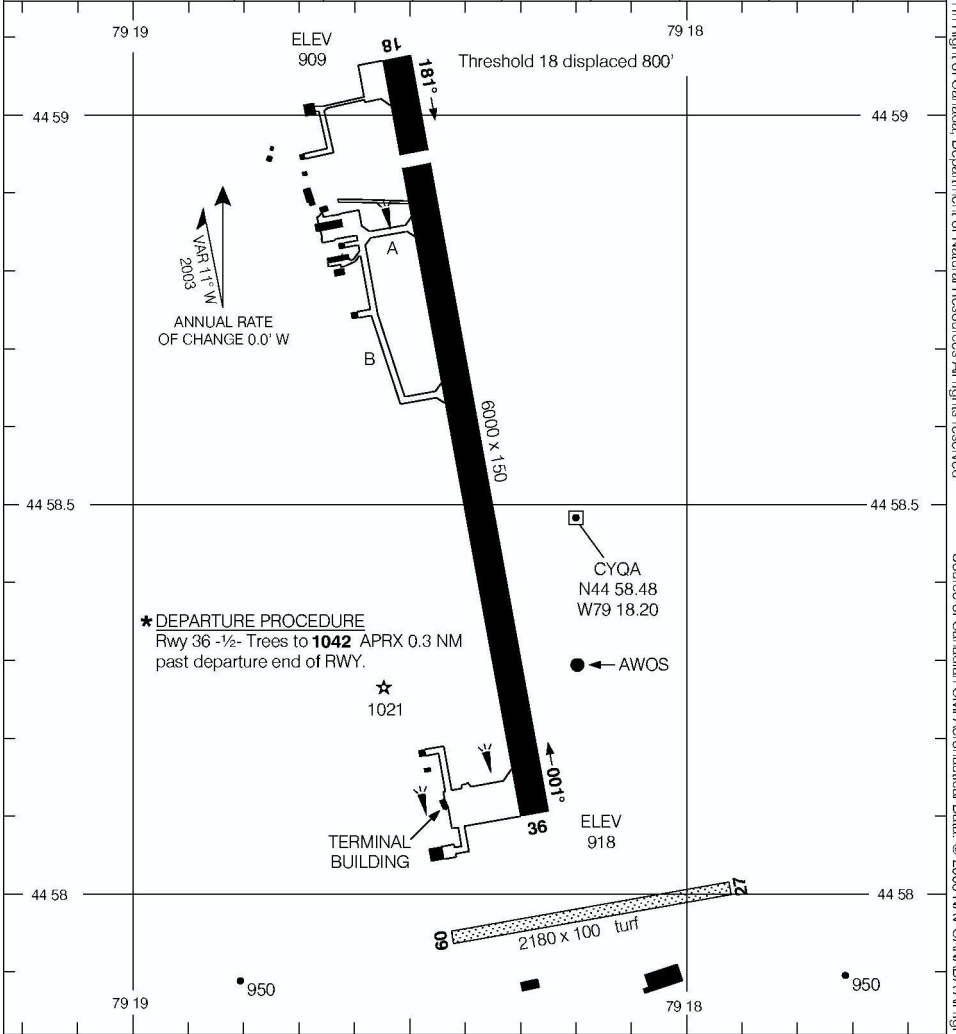 79 19
79 18
ELEV
909
18
181°
Threshold 18 displaced 800'
44 59
44 59
VAR 11° W
2003
ANNUAL RATE
OF CHANGE 0.0' W
A
B
6000 x 150
44 58.5
44 58.5
CYQA
N44 58.48
W79 18.20
* DEPARTURE PROCEDURE
Rwy 36 -½- Trees to 1042 APRX 0.3 NM
past departure end of RWY.
AWOS
1021
001°
TERMINAL
BUILDING
36
ELEV
918
44 58
44 58
09
27
2180 x 100 turf
950
950
79 19
79 18